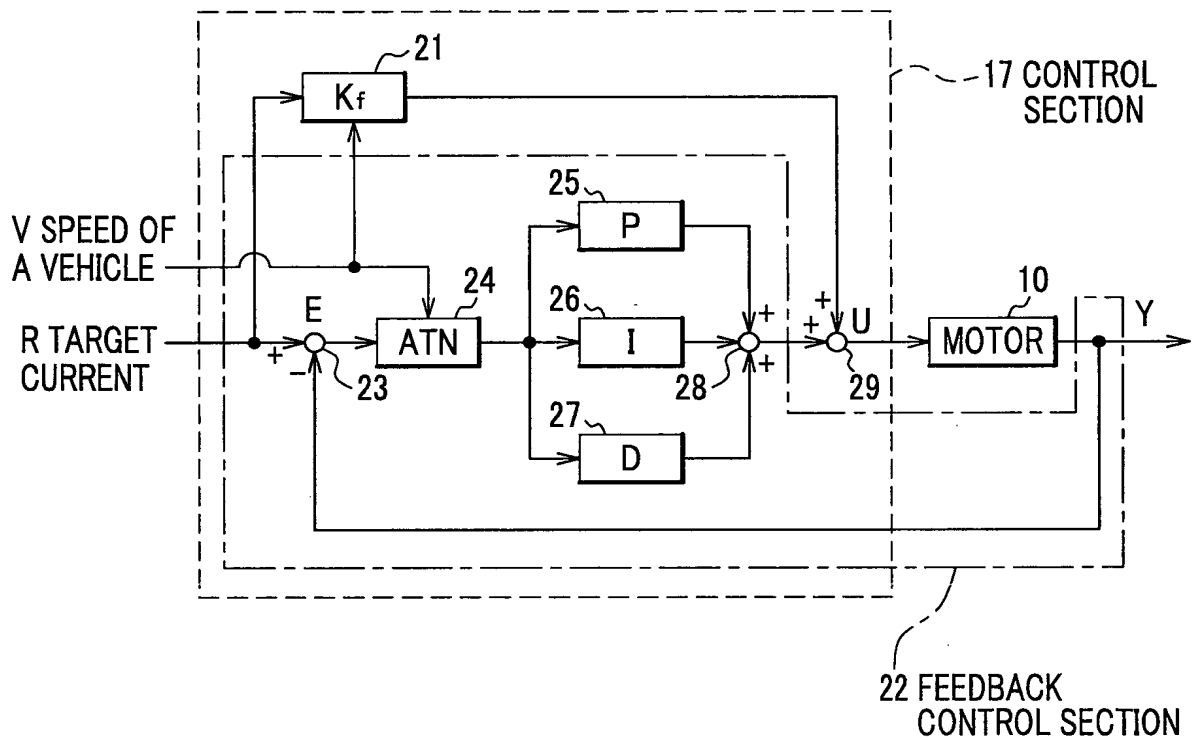 21
Kf
17 CONTROL
SECTION
25
P
V SPEED OF
A VEHICLE
24
26
10
E
+
+
+
U
Y
R TARGET
CURRENT
+
−
ATN
I
+
MOTOR
23
28
29
27
D
22 FEEDBACK
CONTROL SECTION